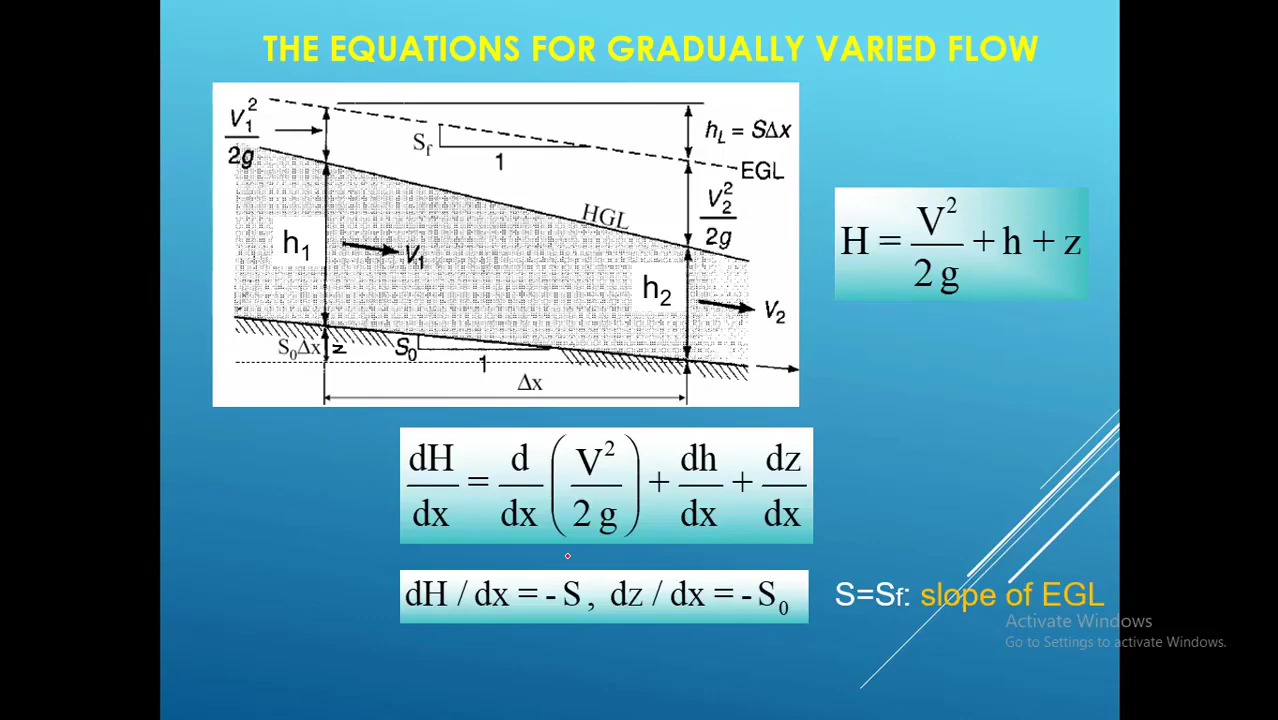 THE EQUATIONS FOR GRADUALLY VARIED FLOW
V₁²/2g
S_f
1
h_L = SΔx
EGL
HGL
V₂²/2g
h₁
V₁
h₂
V₂
S₀Δx
z
S₀
1
Δx
H = V²/2g + h + z
dH/dx = d/dx (V²/2g) + dh/dx + dz/dx
dH / dx = - S , dz / dx = - S₀
S=Sf: slope of EGL
Activate Windows
Go to Settings to activate Windows.